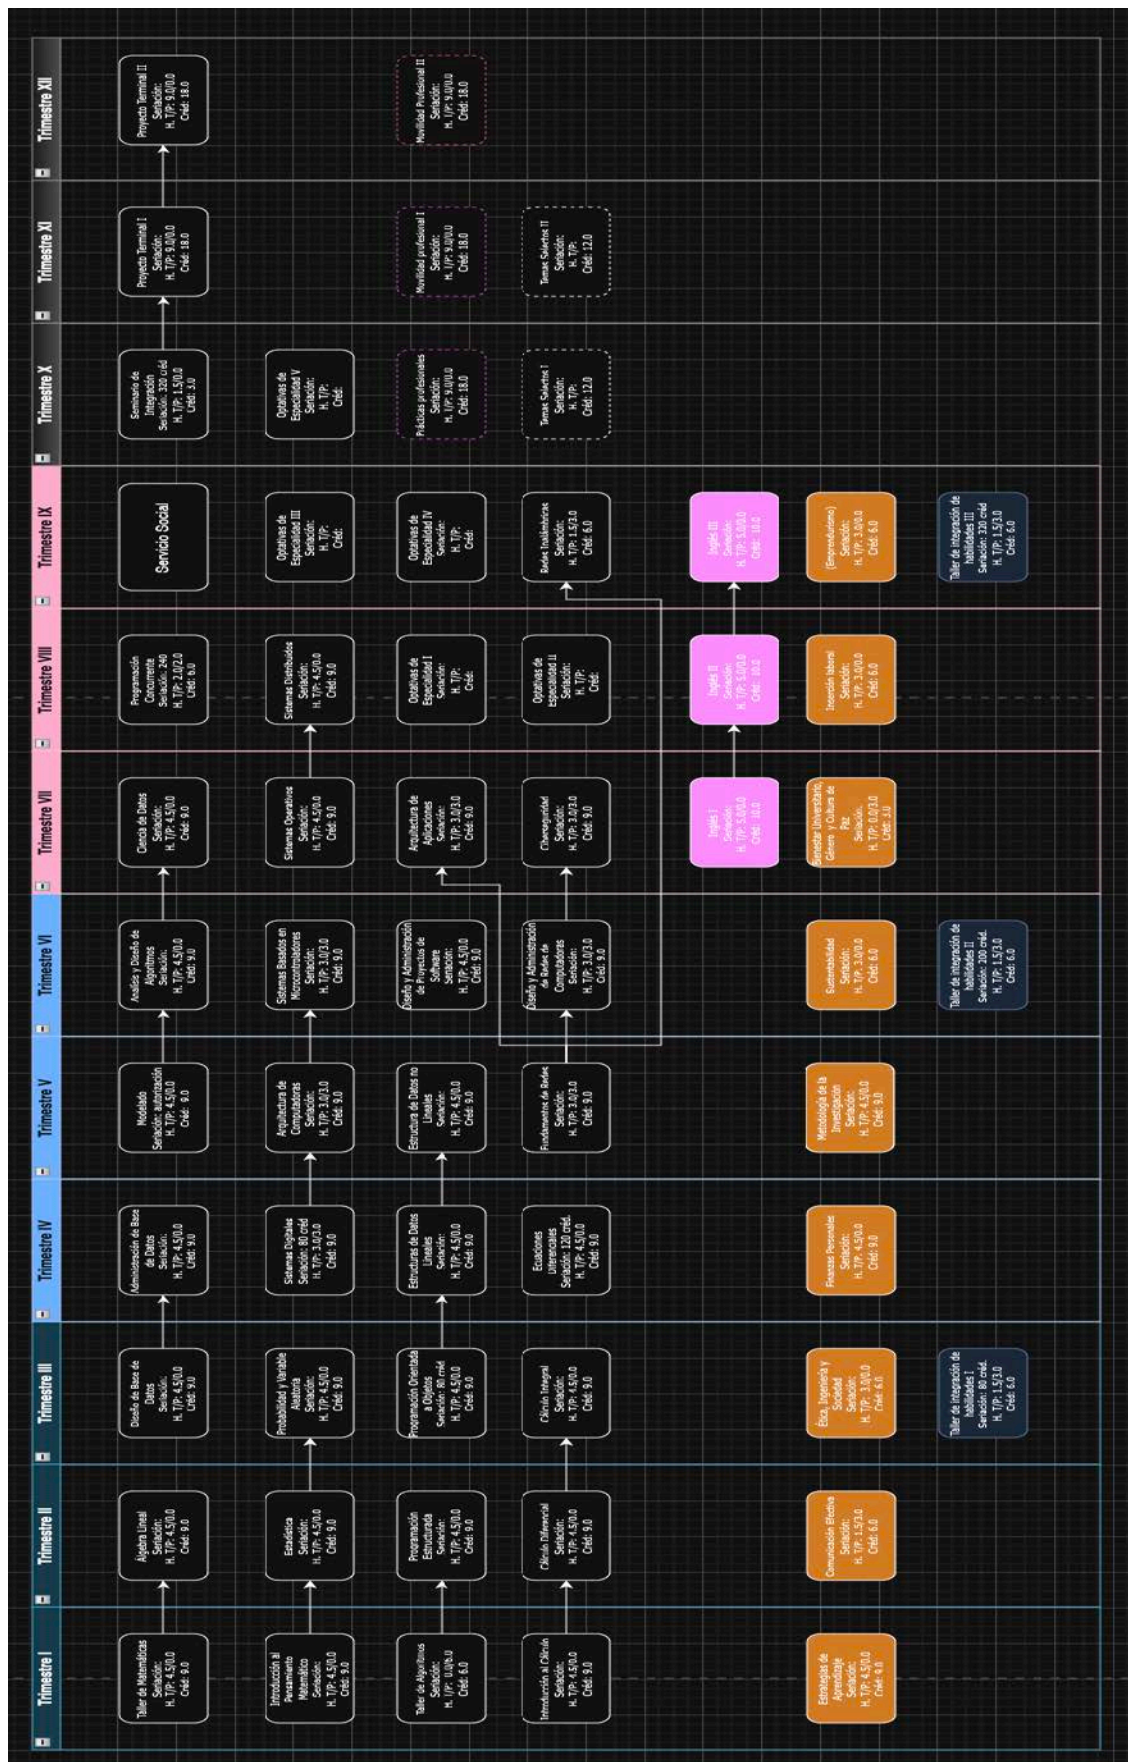 Trimestre I
Taller de Matemáticas
Seriación:
H. T/P: 4.5/0.0
Créd: 9.0
Introducción al
Pensamiento
Matemático
Seriación:
H. T/P: 4.5/0.0
Créd: 9.0
Taller de Algoritmos
Seriación:
H. T/P: 0.0/6.0
Créd: 6.0
Introducción al Cálculo
Seriación:
H. T/P: 4.5/0.0
Créd: 9.0
Estrategias de
Aprendizaje
Seriación:
H. T/P: 4.5/0.0
Créd: 9.0
Trimestre II
Álgebra Lineal
Seriación:
H. T/P: 4.5/0.0
Créd: 9.0
Estadística
Seriación:
H. T/P: 4.5/0.0
Créd: 9.0
Programación
Estructurada
Seriación:
H. T/P: 4.5/0.0
Créd: 9.0
Cálculo Diferencial
Seriación:
H. T/P: 4.5/0.0
Créd: 9.0
Comunicación Efectiva
Seriación:
H. T/P: 1.5/3.0
Créd: 6.0
Trimestre III
Diseño de Base de
Datos
Seriación:
H. T/P: 4.5/0.0
Créd: 9.0
Probabilidad y Variable
Aleatoria
Seriación:
H. T/P: 4.5/0.0
Créd: 9.0
Programación Orientada
a Objetos
Seriación: 80 créd
H. T/P: 4.5/0.0
Créd: 9.0
Cálculo Integral
Seriación:
H. T/P: 4.5/0.0
Créd: 9.0
Ética, Ingeniería y
Sociedad
Seriación:
H. T/P: 3.0/0.0
Créd: 6.0
Taller de integración de
habilidades I
Seriación: 80 créd.
H. T/P: 1.5/3.0
Créd: 6.0
Trimestre IV
Administración de Base
de Datos
Seriación:
H. T/P: 4.5/0.0
Créd: 9.0
Sistemas Digitales
Seriación: 80 créd
H. T/P: 3.0/3.0
Créd: 9.0
Estructuras de Datos
Lineales
Seriación:
H. T/P: 4.5/0.0
Créd: 9.0
Ecuaciones
Diferenciales
Seriación: 120 créd.
H. T/P: 4.5/0.0
Créd: 9.0
Finanzas Personales
Seriación:
H. T/P: 4.5/0.0
Créd: 9.0
Trimestre V
Modelado
Seriación: autorización
H. T/P: 4.5/0.0
Créd: 9.0
Arquitectura de
Computadoras
Seriación:
H. T/P: 3.0/3.0
Créd: 9.0
Estructura de Datos no
Lineales
Seriación:
H. T/P: 4.5/0.0
Créd: 9.0
Fundamentos de Redes
Seriación:
H. T/P: 3.0/3.0
Créd: 9.0
Metodología de la
Investigación
Seriación:
H. T/P: 4.5/0.0
Créd: 9.0
Trimestre VI
Análisis y Diseño de
Algoritmos
Seriación:
H. T/P: 4.5/0.0
Créd: 9.0
Sistemas Basados en
Microcontroladores
Seriación:
H. T/P: 3.0/3.0
Créd: 9.0
Diseño y Administración
de Proyectos de
Software
Seriación:
H. T/P: 4.5/0.0
Créd: 9.0
Diseño y Administración
de Redes de
Computadoras
Seriación:
H. T/P: 3.0/3.0
Créd: 9.0
Sustentabilidad
Seriación:
H. T/P: 3.0/0.0
Créd: 6.0
Taller de integración de
habilidades II
Seriación: 200 créd.
H. T/P: 1.5/3.0
Créd: 6.0
Trimestre VII
Ciencia de Datos
Seriación:
H. T/P: 4.5/0.0
Créd: 9.0
Sistemas Operativos
Seriación:
H. T/P: 4.5/0.0
Créd: 9.0
Arquitectura de
Aplicaciones
Seriación:
H. T/P: 3.0/3.0
Créd: 9.0
Ciberseguridad
Seriación:
H. T/P: 3.0/3.0
Créd: 9.0
Inglés I
Seriación:
H. T/P: 5.0/0.0
Créd: 10.0
Bienestar Universitario,
Género y Cultura de
Paz
Seriación:
H. T/P: 0.0/3.0
Créd: 3.0
Trimestre VIII
Programación
Concurrente
Seriación: 240
H. T/P: 2.0/2.0
Créd: 6.0
Sistemas Distribuidos
Seriación:
H. T/P: 4.5/0.0
Créd: 9.0
Optativas de
Especialidad I
Seriación:
H. T/P:
Créd:
Optativas de
Especialidad II
Seriación:
H. T/P:
Créd:
Inglés II
Seriación:
H. T/P: 5.0/0.0
Créd: 10.0
Inserción laboral
Seriación:
H. T/P: 3.0/0.0
Créd: 6.0
Trimestre IX
Servicio Social
Optativas de
Especialidad III
Seriación:
H. T/P:
Créd:
Optativas de
Especialidad IV
Seriación:
H. T/P:
Créd:
Redes Inalámbricas
Seriación:
H. T/P: 1.5/3.0
Créd: 6.0
Inglés III
Seriación:
H. T/P: 5.0/0.0
Créd: 10.0
(Emprendurismo)
Seriación:
H. T/P: 3.0/0.0
Créd: 6.0
Taller de integración de
habilidades III
Seriación: 320 créd
H. T/P: 1.5/3.0
Créd: 6.0
Trimestre X
Seminario de
Integración
Seriación: 320 créd
H. T/P: 1.5/0.0
Créd: 3.0
Optativas de
Especialidad V
Seriación:
H. T/P:
Créd:
Prácticas profesionales
Seriación:
H. T/P: 9.0/0.0
Créd: 18.0
Temas Selectos I
Seriación:
H. T/P:
Créd: 12.0
Trimestre XI
Proyecto Terminal I
Seriación:
H. T/P: 9.0/0.0
Créd: 18.0
Movilidad profesional I
Seriación:
H. T/P: 9.0/0.0
Créd: 18.0
Temas Selectos II
Seriación:
H. T/P:
Créd: 12.0
Trimestre XII
Proyecto Terminal II
Seriación:
H. T/P: 9.0/0.0
Créd: 18.0
Movilidad Profesional II
Seriación:
H. T/P: 9.0/0.0
Créd: 18.0